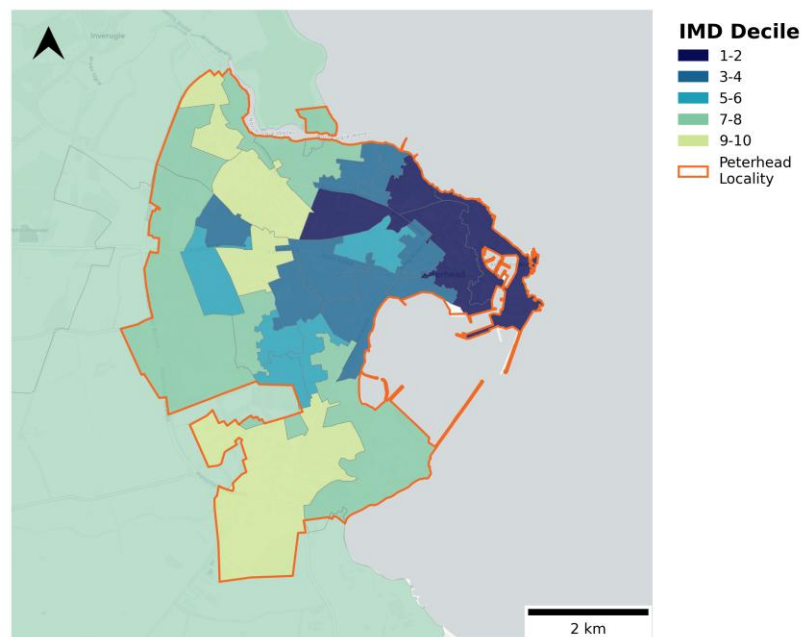 Inverugie
IMD Decile
1-2
3-4
5-6
7-8
9-10
Peterhead
Locality
2 km